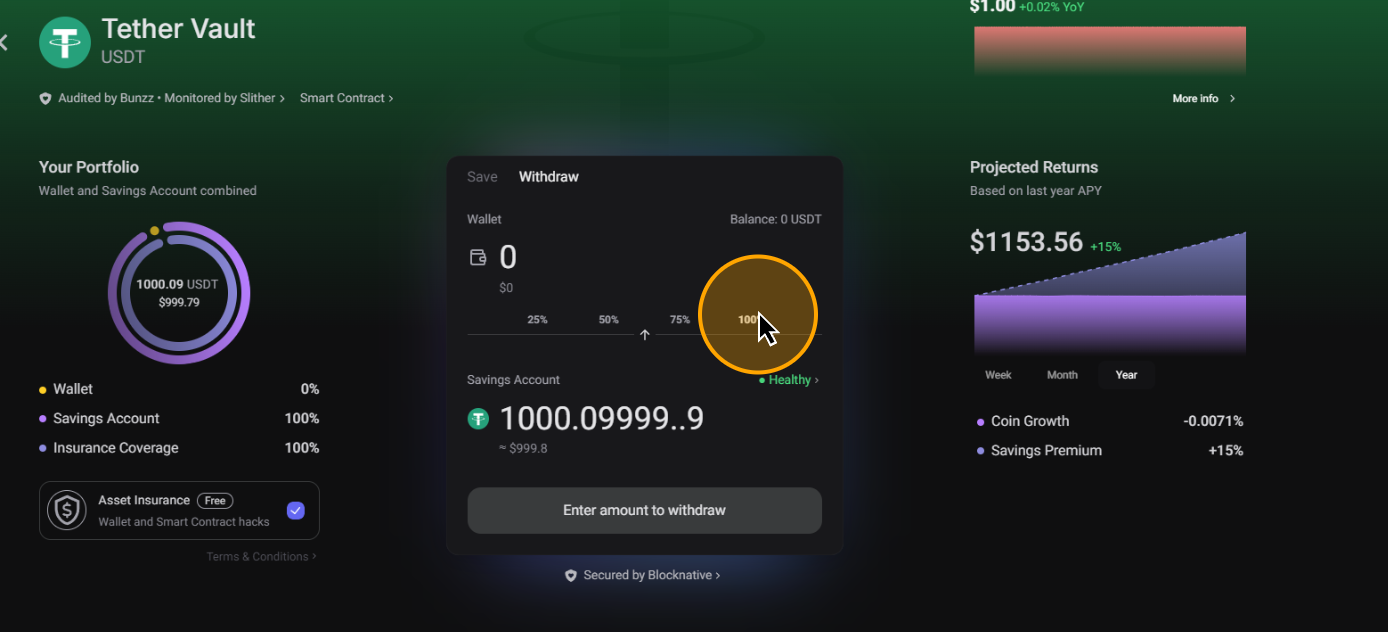 Tether Vault
USDT
Audited by Bunzz • Monitored by Slither > Smart Contract >
$1.00 +0.02% YoY
More info >
Your Portfolio
Wallet and Savings Account combined
1000.09 USDT
$999.79
Wallet 0%
Savings Account 100%
Insurance Coverage 100%
Asset Insurance Free
Wallet and Smart Contract hacks
Terms & Conditions >
Save Withdraw
Wallet Balance: 0 USDT
0
$0
25% 50% 75%
Savings Account Healthy >
1000.09999..9
≈ $999.8
Enter amount to withdraw
Secured by Blocknative >
Projected Returns
Based on last year APY
$1153.56 +15%
Week Month Year
Coin Growth -0.0071%
Savings Premium +15%